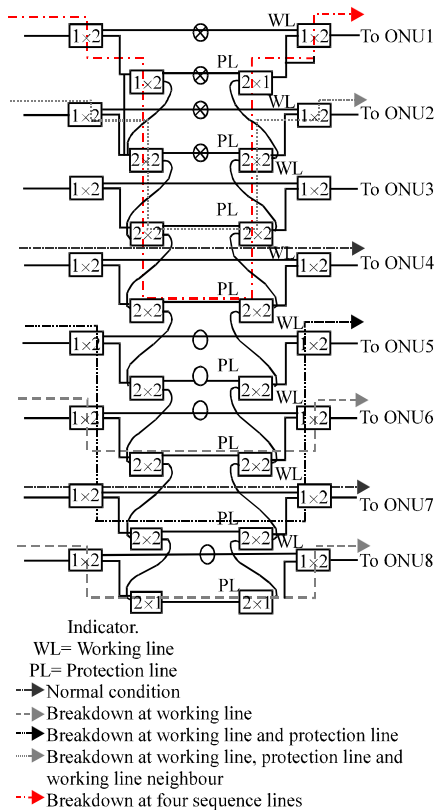 WL
1×2 1×2 To ONU1
PL
1×2 2×1
WL
1×2 1×2 To ONU2
PL
2×2 2×2
WL
1×2 1×2 To ONU3
PL
2×2 2×2
WL
1×2 1×2 To ONU4
PL
2×2 2×2
WL
1×2 1×2 To ONU5
PL
2×2 2×2
WL
1×2 1×2 To ONU6
PL
2×2 2×2
WL
1×2 1×2 To ONU7
PL
2×2 2×2
WL
1×2 1×2 To ONU8
PL
2×1 2×1
Indicator.
WL= Working line
PL= Protection line
Normal condition
Breakdown at working line
Breakdown at working line and protection line
Breakdown at working line, protection line and
working line neighbour
Breakdown at four sequence lines